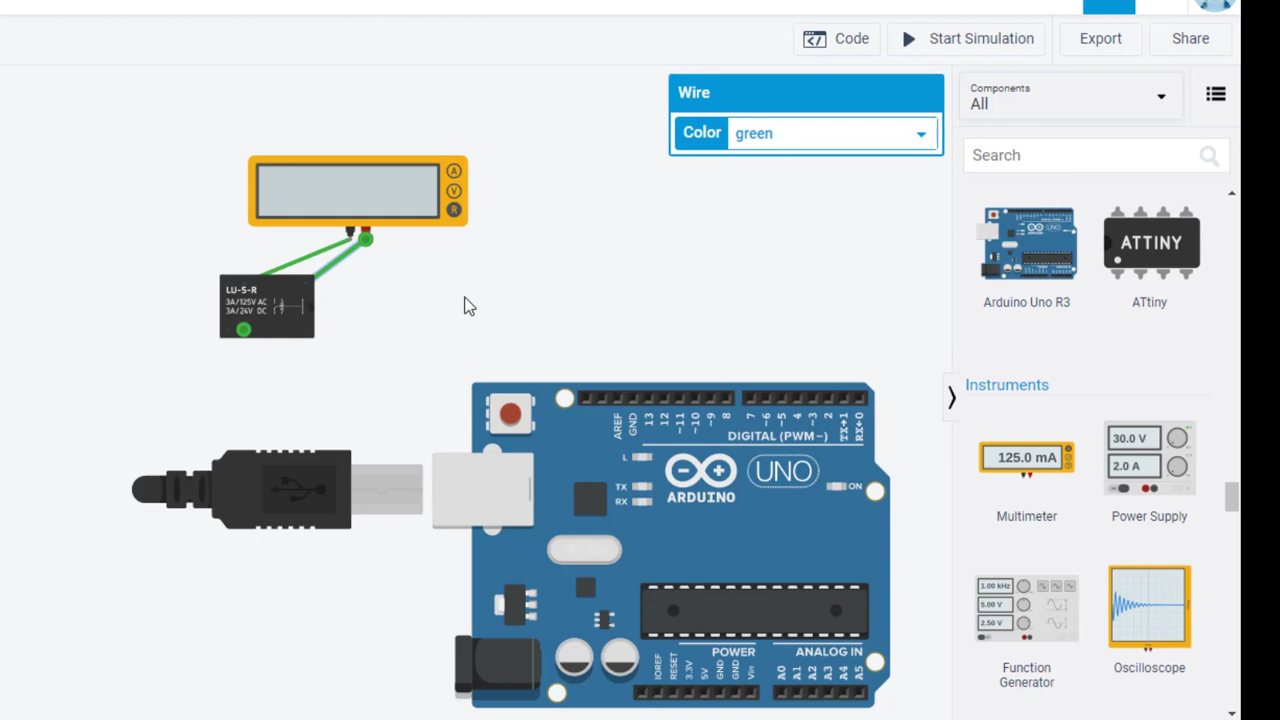 Code
Start Simulation
Export
Share
Wire
Color green
Components
All
Search
A
V
R
LU-5-R
3A/125V AC
3A/24V DC
ATTINY
Arduino Uno R3
ATtiny
Instruments
125.0 mA
30.0 V
2.0 A
Multimeter
Power Supply
1.00 kHz
5.00 V
2.50 V
Function
Generator
Oscilloscope
AREF
GND
13
12
~11
~10
~9
8
7
~6
~5
4
~3
2
TX→1
RX←0
DIGITAL (PWM~)
L
TX
RX
ARDUINO
UNO
ON
POWER
ANALOG IN
IOREF
RESET
3.3V
5V
GND
GND
Vin
A0
A1
A2
A3
A4
A5